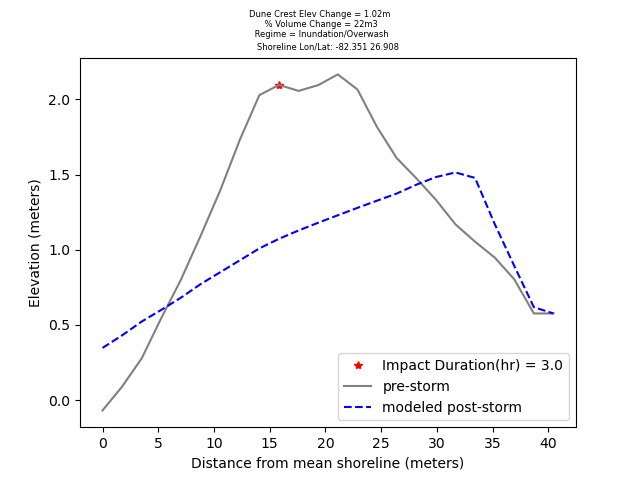 Dune Crest Elev Change = 1.02m
% Volume Change = 22m3
Regime = Inundation/Overwash
Shoreline Lon/Lat: -82.351 26.908
2.0
1.5
1.0
0.5
0.0
Elevation (meters)
Impact Duration(hr) = 3.0
pre-storm
modeled post-storm
0 5 10 15 20 25 30 35 40
Distance from mean shoreline (meters)